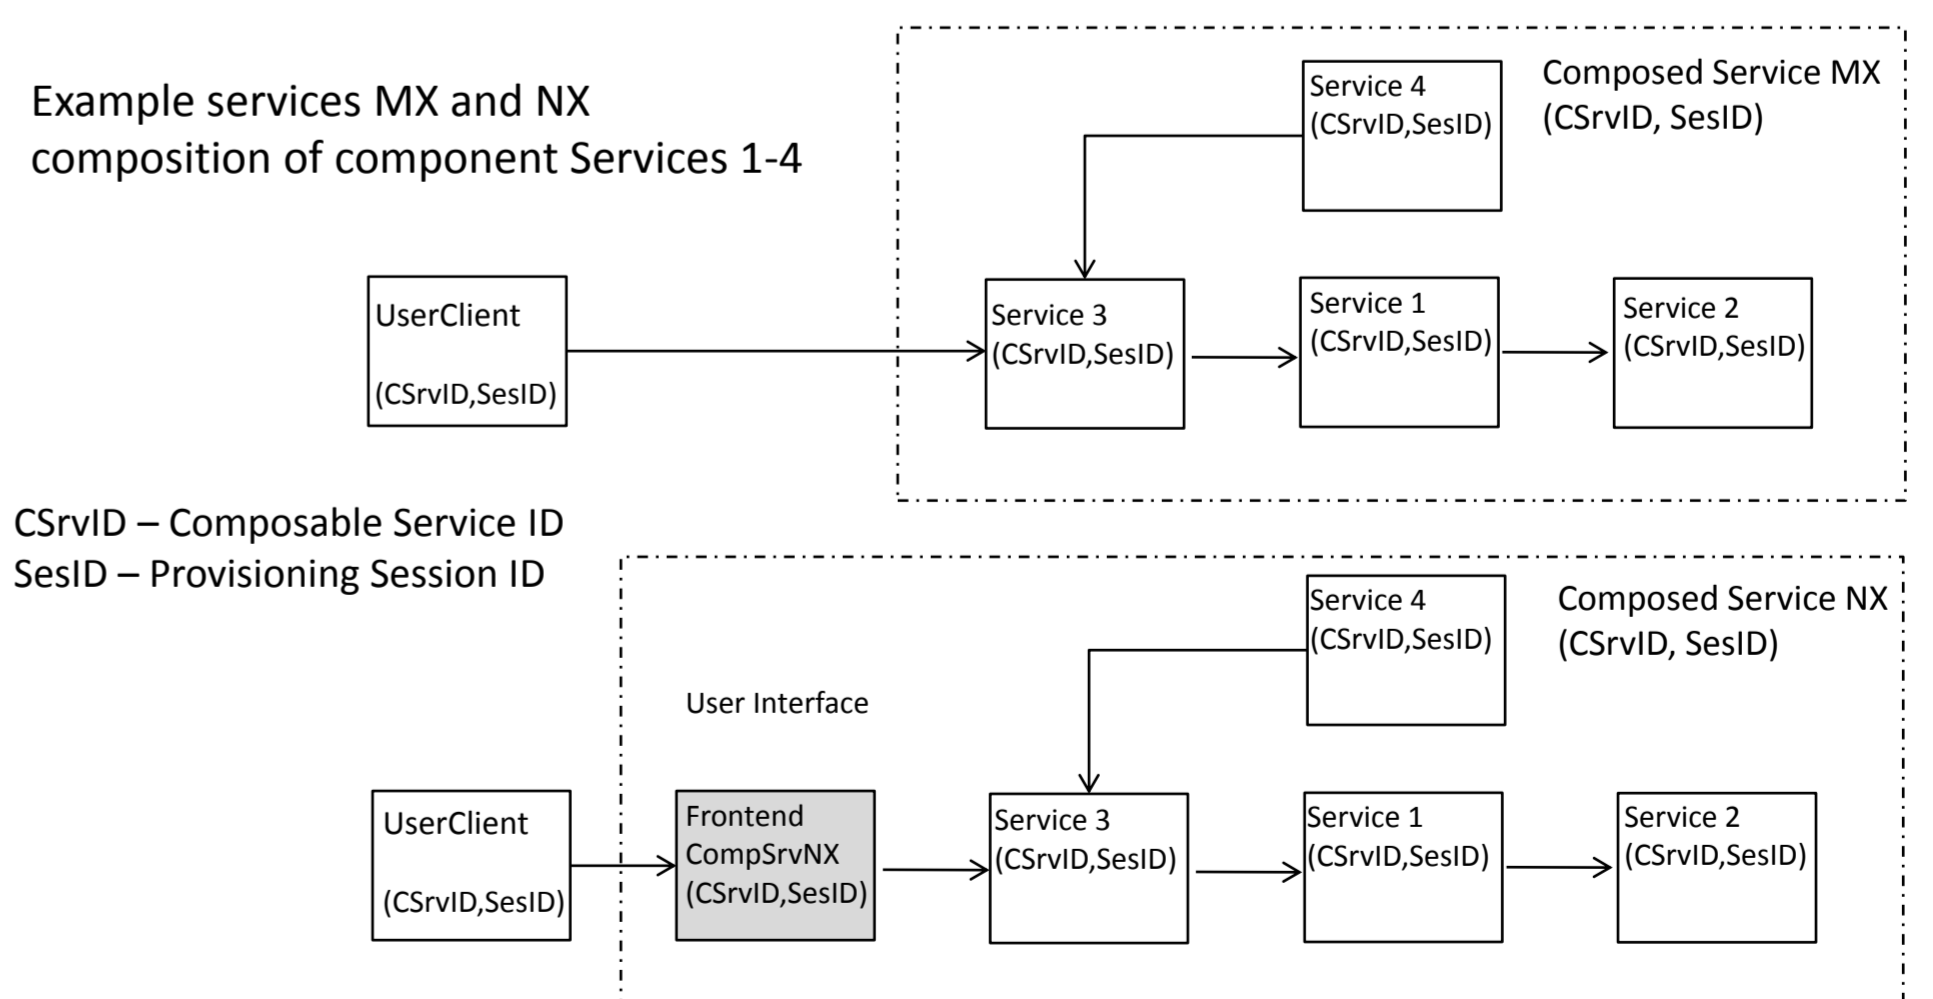 Example services MX and NX
composition of component Services 1-4
Composed Service MX
(CSrvID, SesID)
Service 4
(CSrvID,SesID)
UserClient
(CSrvID,SesID)
Service 3
(CSrvID,SesID)
Service 1
(CSrvID,SesID)
Service 2
(CSrvID,SesID)
CSrvID – Composable Service ID
SesID – Provisioning Session ID
Composed Service NX
(CSrvID, SesID)
Service 4
(CSrvID,SesID)
User Interface
UserClient
(CSrvID,SesID)
Frontend
CompSrvNX
(CSrvID,SesID)
Service 3
(CSrvID,SesID)
Service 1
(CSrvID,SesID)
Service 2
(CSrvID,SesID)